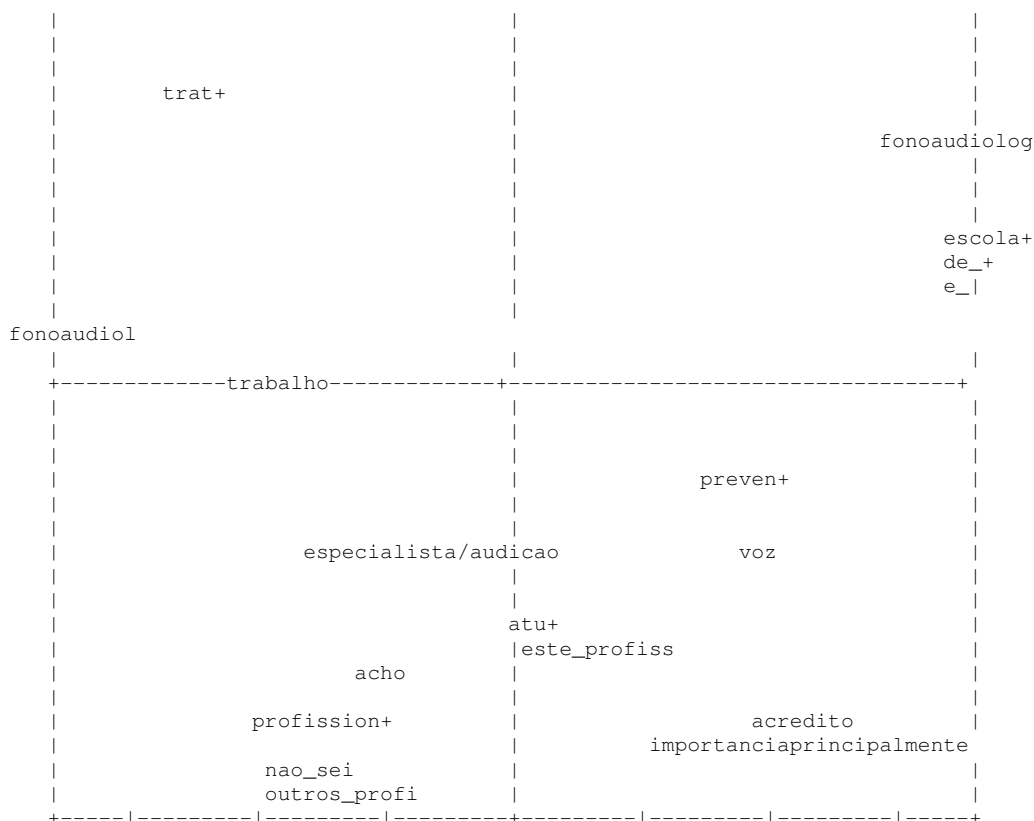 trat+
fonoaudiolog
escola+
de_+
e_
fonoaudiol
trabalho
preven+
especialista/audicao voz
atu+
este_profiss
acho
profission+ acredito
importanciaprincipalmente
nao_sei
outros_profi